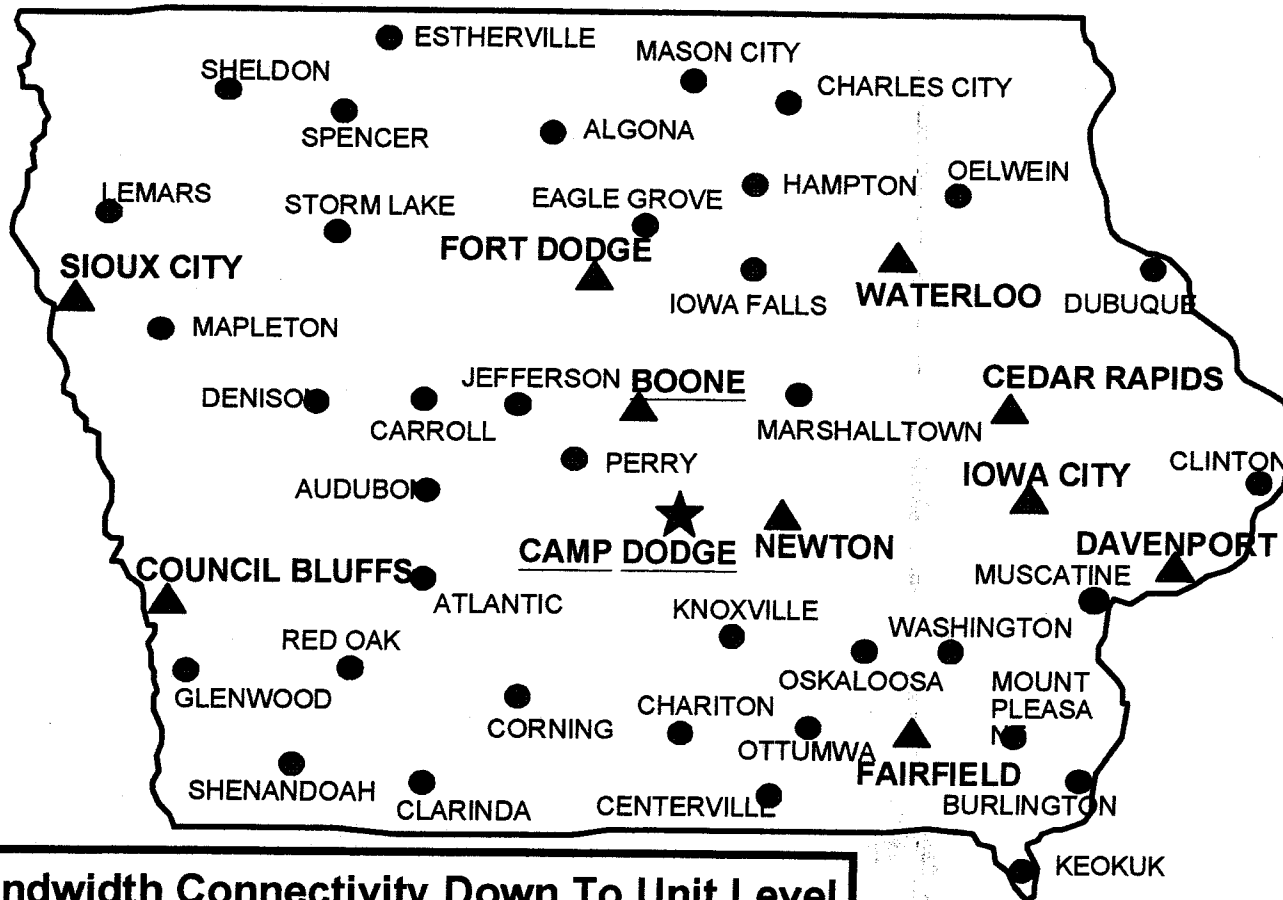 ESTHERVILLE
MASON CITY
SHELDON
CHARLES CITY
SPENCER
ALGONA
OELWEIN
HAMPTON
LEMARS
STORM LAKE
EAGLE GROVE
FORT DODGE
SIOUX CITY
IOWA FALLS
WATERLOO
DUBUQUE
MAPLETON
JEFFERSON
BOONE
CEDAR RAPIDS
DENISON
CARROLL
MARSHALLTOWN
PERRY
IOWA CITY
CLINTON
AUDUBON
CAMP DODGE
NEWTON
DAVENPORT
COUNCIL BLUFFS
MUSCATINE
ATLANTIC
KNOXVILLE
WASHINGTON
RED OAK
OSKALOOSA
MOUNT
PLEASA
NT
GLENWOOD
CHARITON
CORNING
OTTUMWA
FAIRFIELD
SHENANDOAH
CLARINDA
CENTERVILLE
BURLINGTON
KEOKUK
ndwidth Connectivity Down To Unit Level